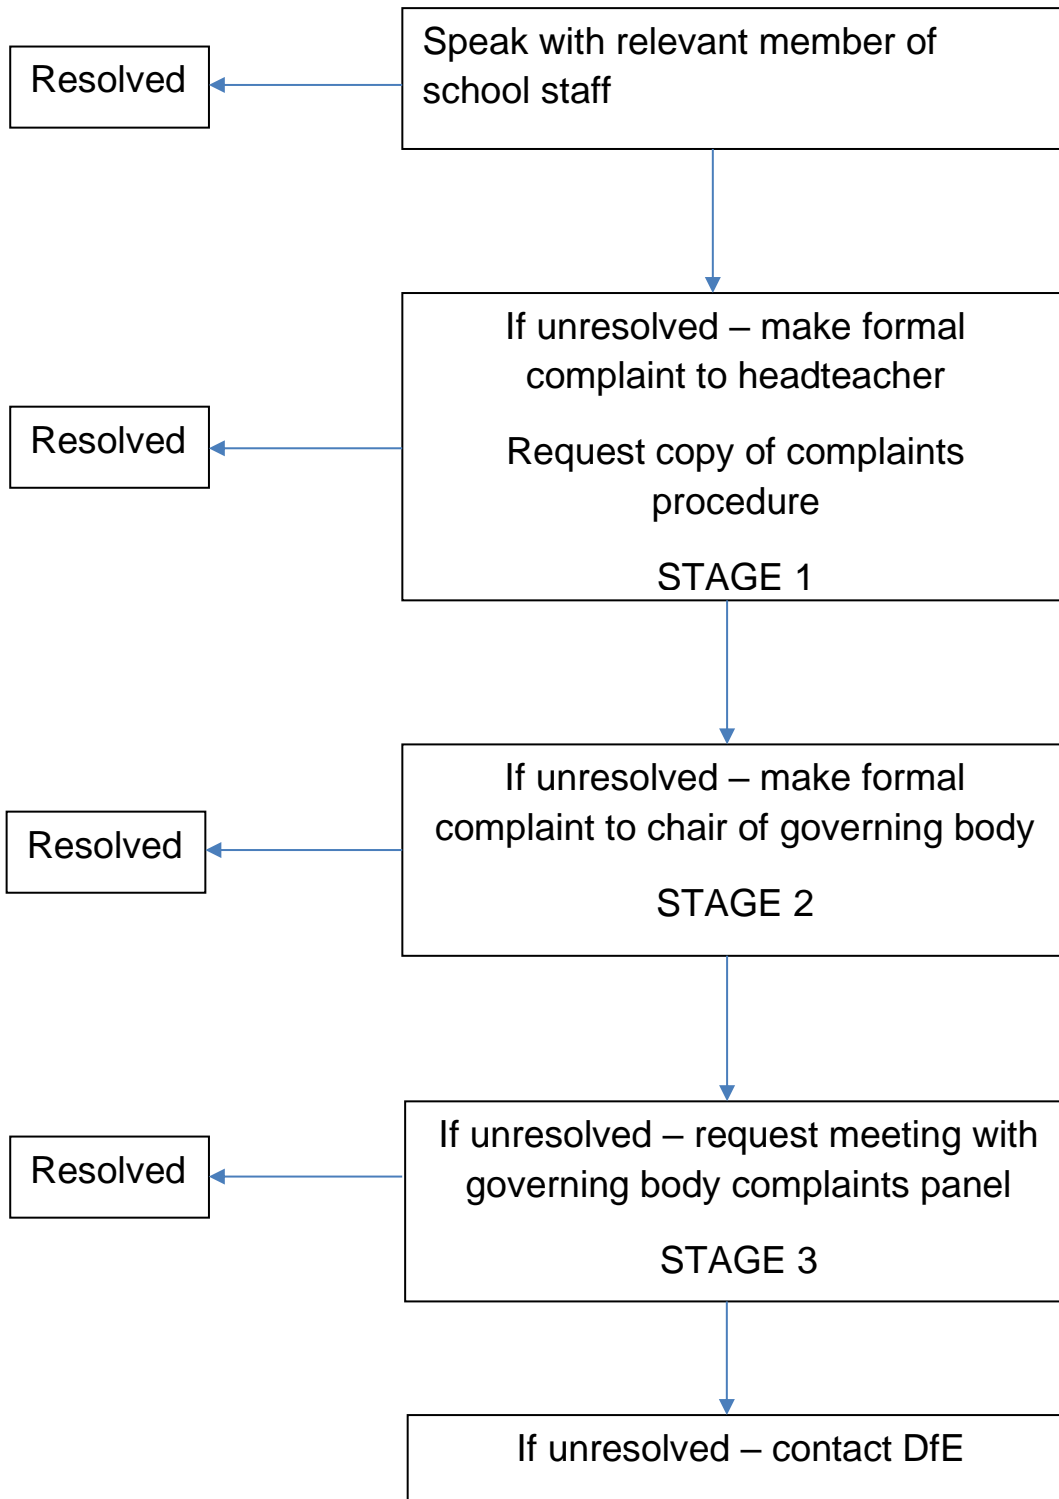 Speak with relevant member of
school staff
Resolved
If unresolved – make formal
complaint to headteacher
Request copy of complaints
procedure
STAGE 1
Resolved
If unresolved – make formal
complaint to chair of governing body
STAGE 2
Resolved
If unresolved – request meeting with
governing body complaints panel
STAGE 3
Resolved
If unresolved – contact DfE